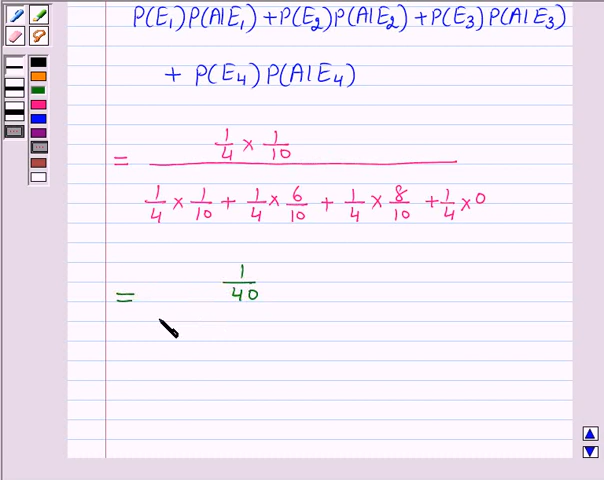 P(E₁)P(A|E₁)+P(E₂)P(A|E₂)+P(E₃)P(A|E₃)
+ P(E₄)P(A|E₄)
= (1/4 × 1/10) / (1/4 × 1/10 + 1/4 × 6/10 + 1/4 × 8/10 + 1/4 × 0)
= 1/40